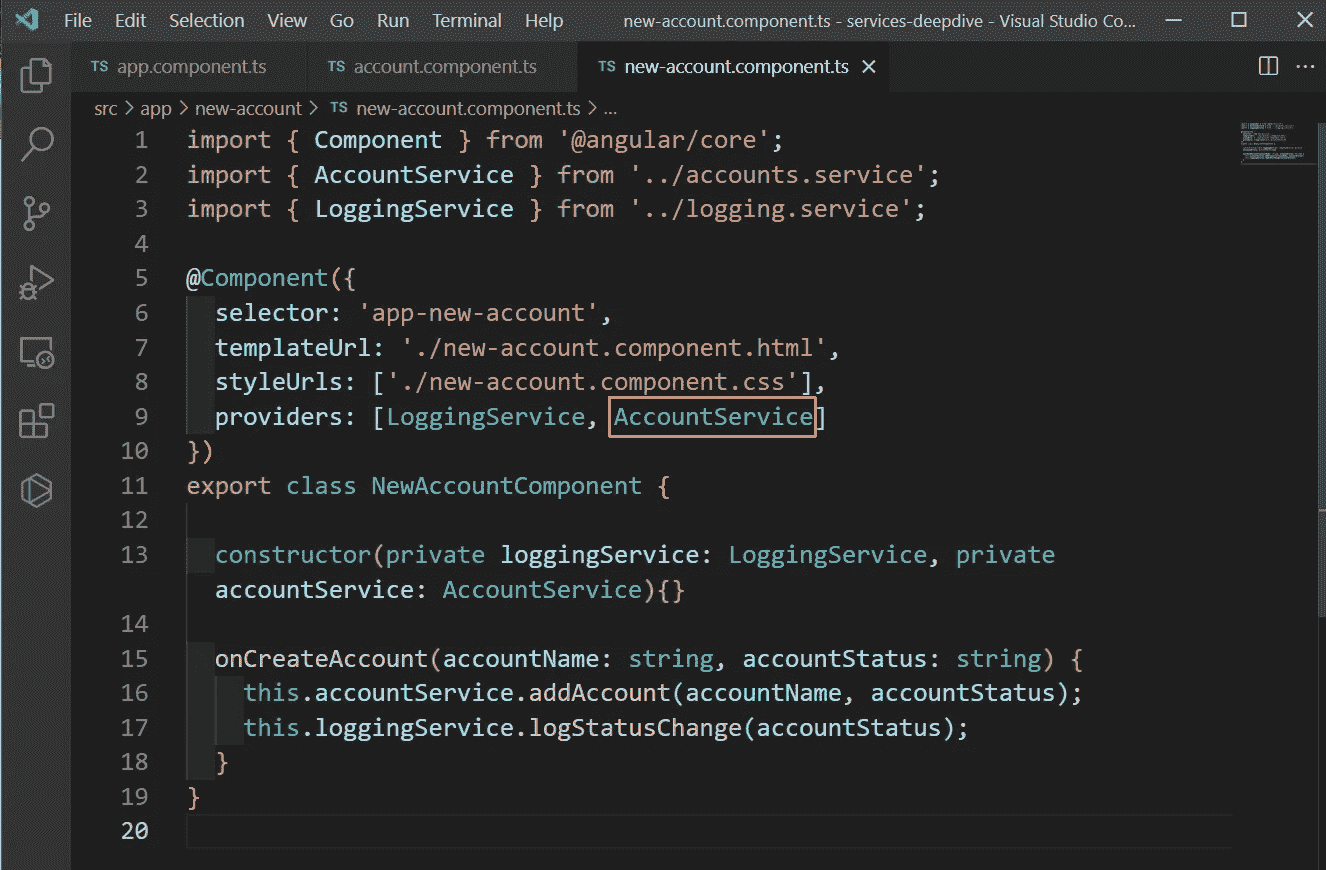 File Edit Selection View Go Run Terminal Help new-account.component.ts - services-deepdive - Visual Studio Co...
TS app.component.ts TS account.component.ts TS new-account.component.ts
src > app > new-account > TS new-account.component.ts > ...
1 import { Component } from '@angular/core';
2 import { AccountService } from '../accounts.service';
3 import { LoggingService } from '../logging.service';
4
5 @Component({
6 selector: 'app-new-account',
7 templateUrl: './new-account.component.html',
8 styleUrls: ['./new-account.component.css'],
9 providers: [LoggingService, AccountService]
10 })
11 export class NewAccountComponent {
12
13 constructor(private loggingService: LoggingService, private
accountService: AccountService){}
14
15 onCreateAccount(accountName: string, accountStatus: string) {
16 this.accountService.addAccount(accountName, accountStatus);
17 this.loggingService.logStatusChange(accountStatus);
18 }
19 }
20